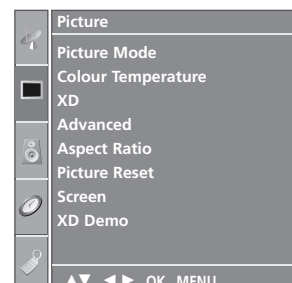 Picture
Picture Mode
Colour Temperature
XD
Advanced
Aspect Ratio
Picture Reset
Screen
XD Demo
▲▼ ◄► OK MENU